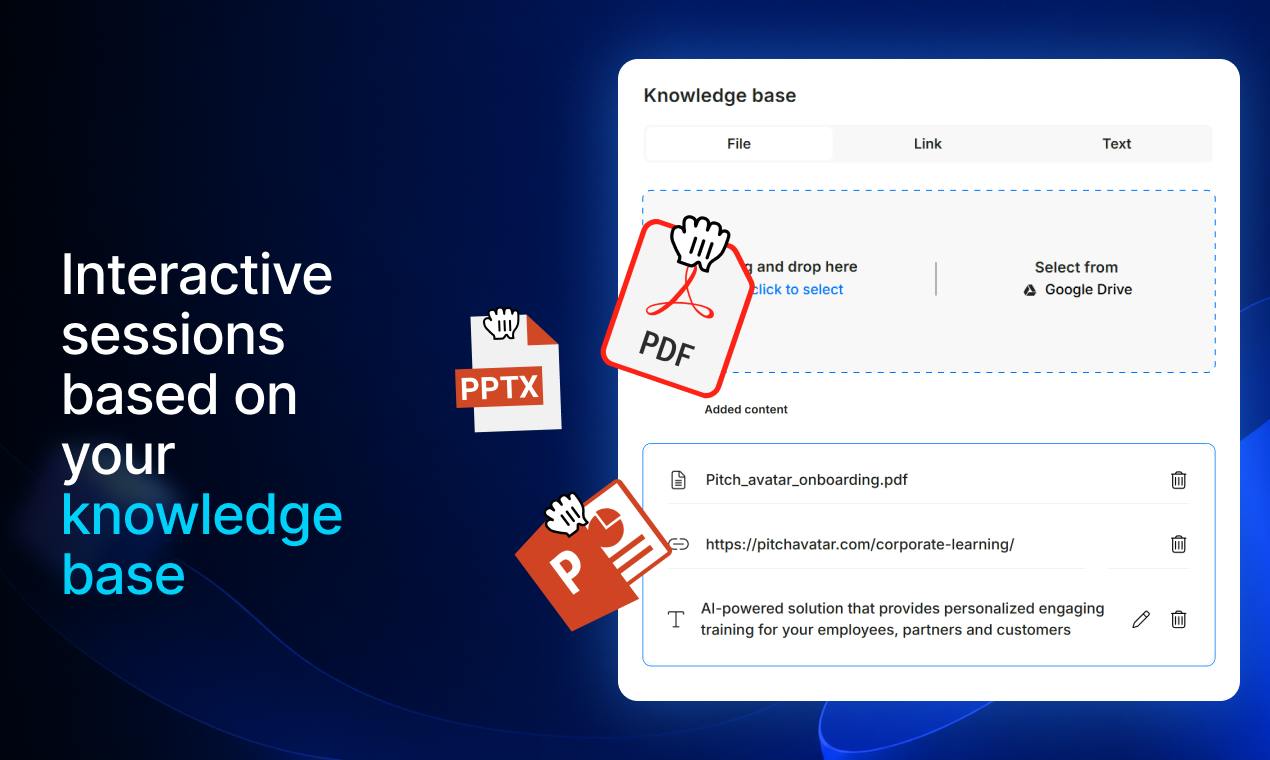 Interactive
sessions
based on
your
knowledge
base
Knowledge base
File
Link
Text
g and drop here
click to select
Select from
Google Drive
PDF
PPTX
P
Added content
Pitch_avatar_onboarding.pdf
https://pitchavatar.com/corporate-learning/
AI-powered solution that provides personalized engaging
training for your employees, partners and customers